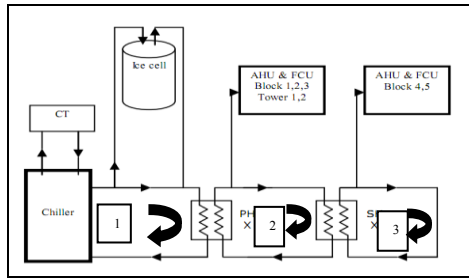 Ice cell
AHU & FCU
Block 1,2,3
Tower 1,2
AHU & FCU
Block 4,5
CT
Chiller
1
PH
X
2
X
3